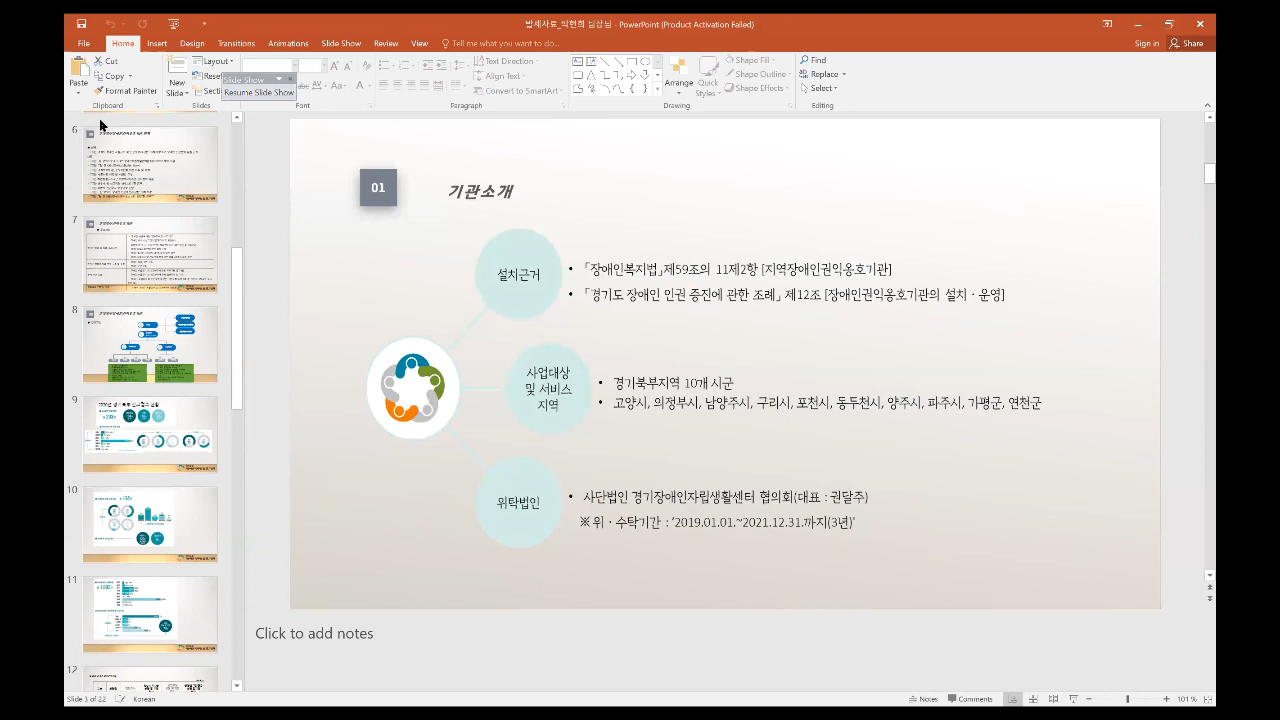 발제자료_박현희 팀장님 - PowerPoint (Product Activation Failed)
File Home Insert Design Transitions Animations Slide Show Review View Tell me what you want to do... Sign in Share
Cut
Copy
Format Painter
Paste
Clipboard
New
Slide
Layout
Reset
Slides
Slide Show
Resume Slide Show
Font
Text Direction
Align Text
Convert to SmartArt
Paragraph
Arrange
Quick
Styles
Shape Fill
Shape Outline
Shape Effects
Drawing
Find
Replace
Select
Editing
6
7
8
9
10
11
12
01
기관소개
설치근거
• 「장애인복지법」제59조의 11제2항 [지역장애인권익옹호기관]
• 「경기도 장애인 인권 증진에 관한 조례」 제12조 [장애인권익옹호기관의 설치ㆍ운영]
사업대상
및 서비스
지역
• 경기북부지역 10개 시군
• 고양시, 의정부시, 남양주시, 구리시, 포천시, 동두천시, 양주시, 파주시, 가평군, 연천군
위탁법인
• 사단법인 경기장애인자립생활센터 협의회(대표 : 권달주)
※위ㆍ수탁기간 : '2019.01.01.~2021.12.31.까지(3년)'
Click to add notes
Slide 3 of 22 Korean Notes Comments 101 %